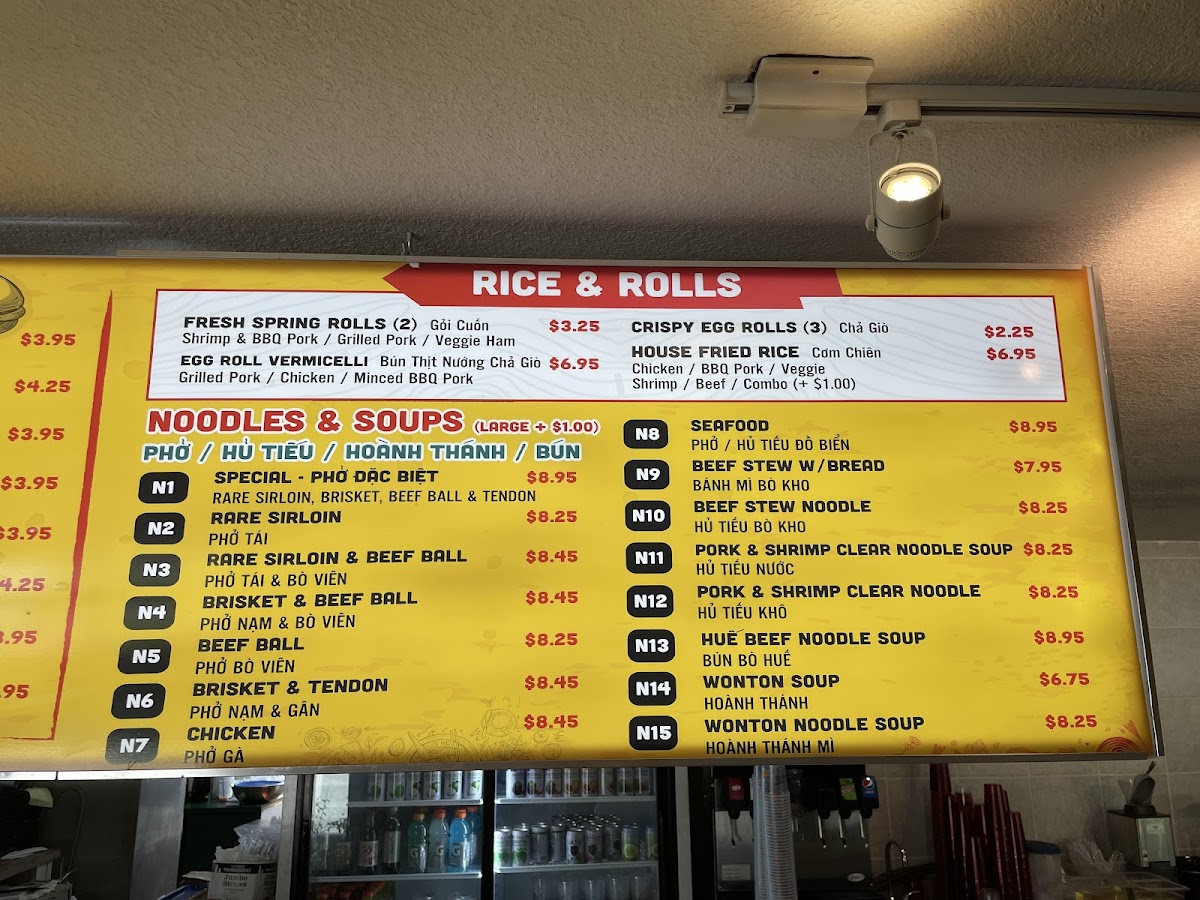 $3.95
$4.25
$3.95
$3.95
$3.95
4.25
.95
.95
RICE & ROLLS
FRESH SPRING ROLLS (2) Gỏi Cuốn $3.25
Shrimp & BBQ Pork / Grilled Pork / Veggie Ham
EGG ROLL VERMICELLI Bún Thịt Nướng Chả Giò $6.95
Grilled Pork / Chicken / Minced BBQ Pork
CRISPY EGG ROLLS (3) Chả Giò $2.25
HOUSE FRIED RICE Cơm Chiên $6.95
Chicken / BBQ Pork / Veggie
Shrimp / Beef / Combo (+ $1.00)
NOODLES & SOUPS (LARGE + $1.00)
PHỞ / HỦ TIẾU / HOÀNH THÁNH / BÚN
N1 SPECIAL - PHỞ ĐẶC BIỆT $8.95
RARE SIRLOIN, BRISKET, BEEF BALL & TENDON
N2 RARE SIRLOIN $8.25
PHỞ TÁI
N3 RARE SIRLOIN & BEEF BALL $8.45
PHỞ TÁI & BÒ VIÊN
N4 BRISKET & BEEF BALL $8.45
PHỞ NẠM & BÒ VIÊN
N5 BEEF BALL $8.25
PHỞ BÒ VIÊN
N6 BRISKET & TENDON $8.45
PHỞ NẠM & GÂN
N7 CHICKEN $8.45
PHỞ GÀ
N8 SEAFOOD $8.95
PHỞ / HỦ TIẾU ĐỒ BIỂN
N9 BEEF STEW W/BREAD $7.95
BÁNH MÌ BÒ KHO
N10 BEEF STEW NOODLE $8.25
HỦ TIẾU BÒ KHO
N11 PORK & SHRIMP CLEAR NOODLE SOUP $8.25
HỦ TIẾU NƯỚC
N12 PORK & SHRIMP CLEAR NOODLE $8.25
HỦ TIẾU KHÔ
N13 HUẾ BEEF NOODLE SOUP $8.95
BÚN BÒ HUẾ
N14 WONTON SOUP $6.75
HOÀNH THÁNH
N15 WONTON NOODLE SOUP $8.25
HOÀNH THÁNH MÌ
Jumbo
Straws